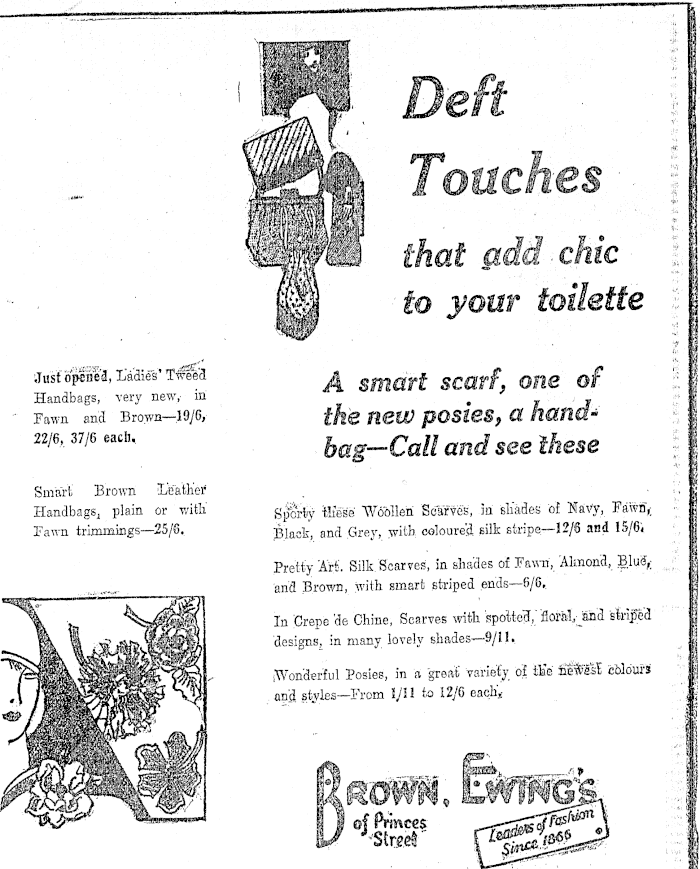 Deft
Touches
that add chic
to your toilette
A smart scarf, one of
the new posies, a hand-
bag—Call and see these
Just opened, Ladies' Tweed
Handbags, very new, in
Fawn and Brown—19/6,
22/6, 37/6 each.
Smart Brown Leather
Handbags, plain or with
Fawn trimmings—25/6.
Sporty these Woollen Scarves, in shades of Navy, Fawn,
Black, and Grey, with coloured silk stripe—12/6 and 15/6.
Pretty Art. Silk Scarves, in shades of Fawn, Almond, Blue,
and Brown, with smart striped ends—6/6.
In Crepe de Chine, Scarves with spotted, floral, and striped
designs, in many lovely shades—9/11.
Wonderful Posies, in a great variety of the newest colours
and styles—From 1/11 to 12/6 each.
BROWN, EWING'S
of Princes
Street
Leaders of Fashion
Since 1866